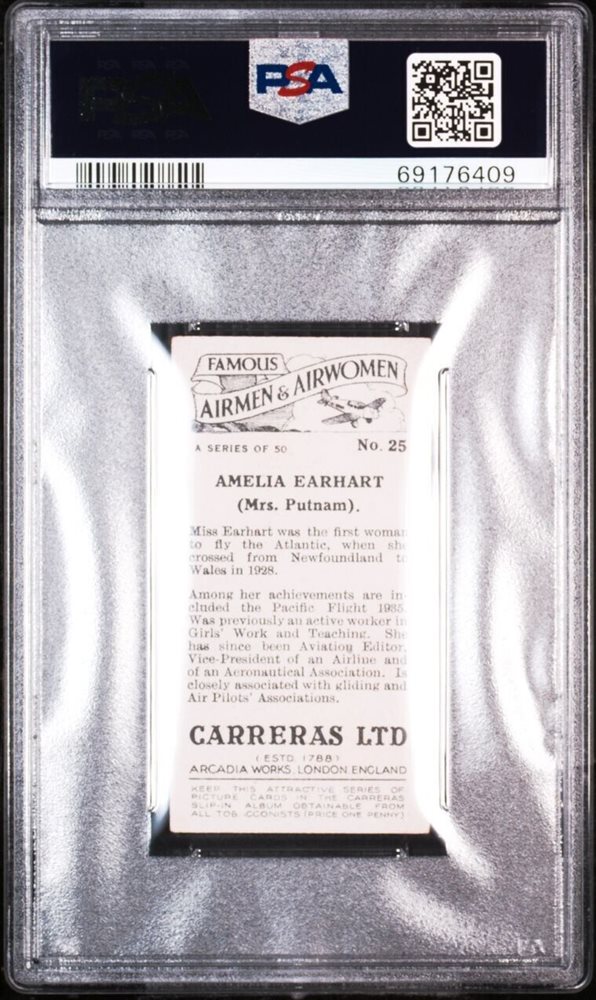 PSA
69176409
FAMOUS
AIRMEN & AIRWOMEN
A SERIES OF 50 No. 25
AMELIA EARHART
(Mrs. Putnam).
Miss Earhart was the first woman
to fly the Atlantic, when she
crossed from Newfoundland to
Wales in 1928.
Among her achievements are in-
cluded the Pacific Flight 1935.
Was previously an active worker in
Girls' Work and Teaching. She
has since been Aviation Editor,
Vice-President of an Airline and
of an Aeronautical Association. Is
closely associated with gliding and
Air Pilots' Associations.
CARRERAS LTD
(ESTD. 1788)
ARCADIA WORKS, LONDON ENGLAND
KEEP THIS ATTRACTIVE SERIES OF
PICTURE CARDS IN THE CARRERAS
SLIP-IN ALBUM OBTAINABLE FROM
ALL TOBACCONISTS (PRICE ONE PENNY)